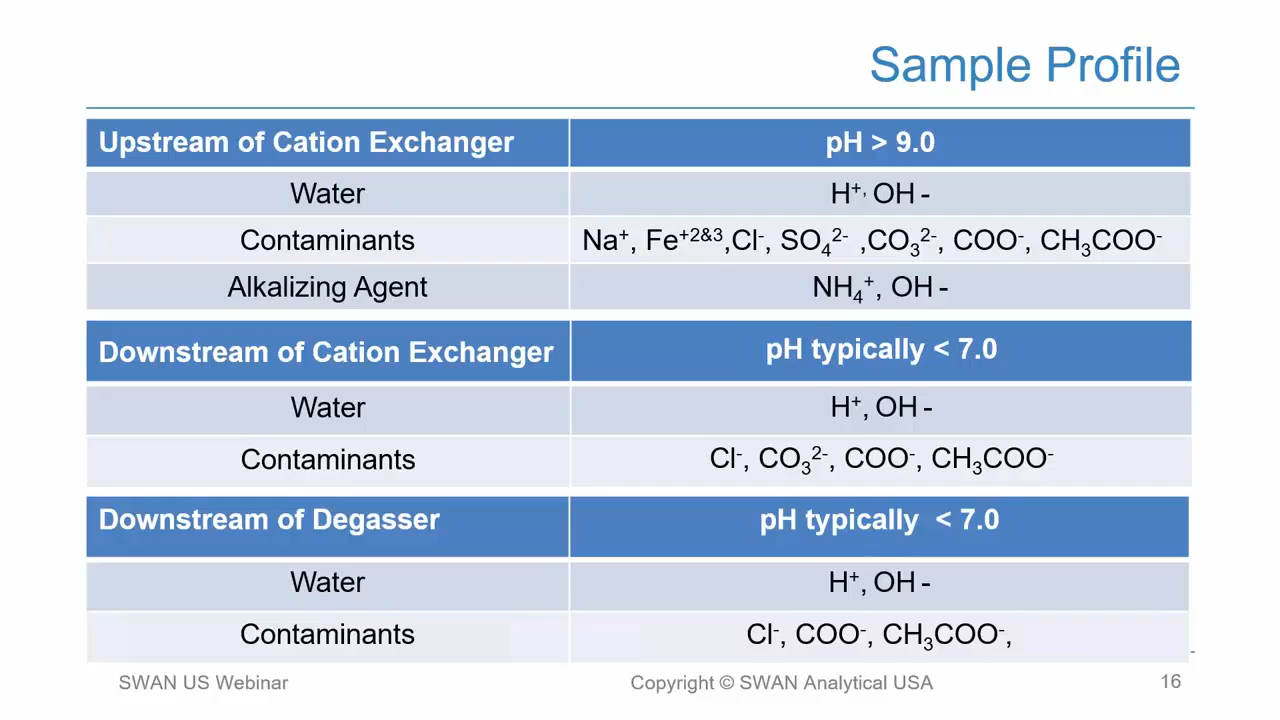 Sample Profile
Upstream of Cation Exchanger pH > 9.0
Water H⁺, OH -
Contaminants Na⁺, Fe⁺²&³,Cl⁻, SO₄²⁻ ,CO₃²⁻, COO⁻, CH₃COO⁻
Alkalizing Agent NH₄⁺, OH -
Downstream of Cation Exchanger pH typically < 7.0
Water H⁺, OH -
Contaminants Cl⁻, CO₃²⁻, COO⁻, CH₃COO⁻
Downstream of Degasser pH typically < 7.0
Water H⁺, OH -
Contaminants Cl⁻, COO⁻, CH₃COO⁻,
SWAN US Webinar Copyright © SWAN Analytical USA 16